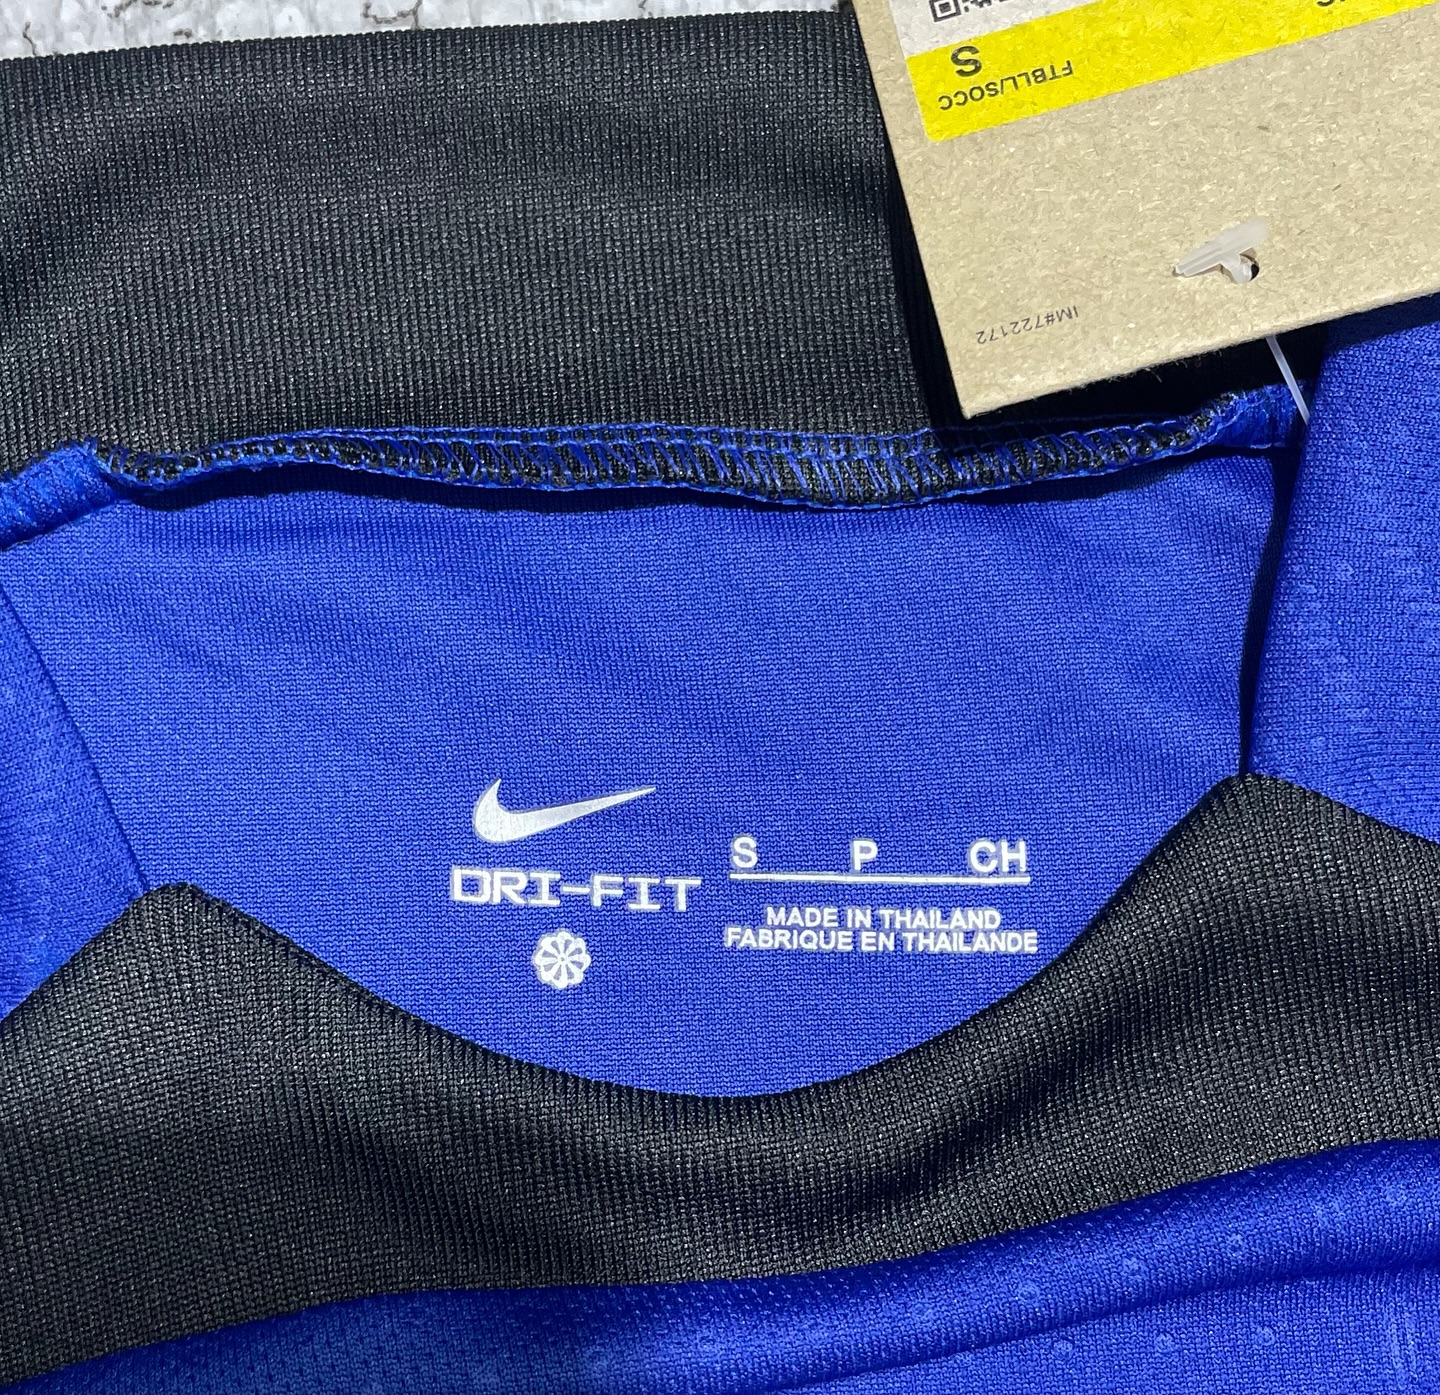 S
FTBLL/SOCC
IM#722172
S P CH
DRI-FIT
MADE IN THAILAND
FABRIQUE EN THAILANDE